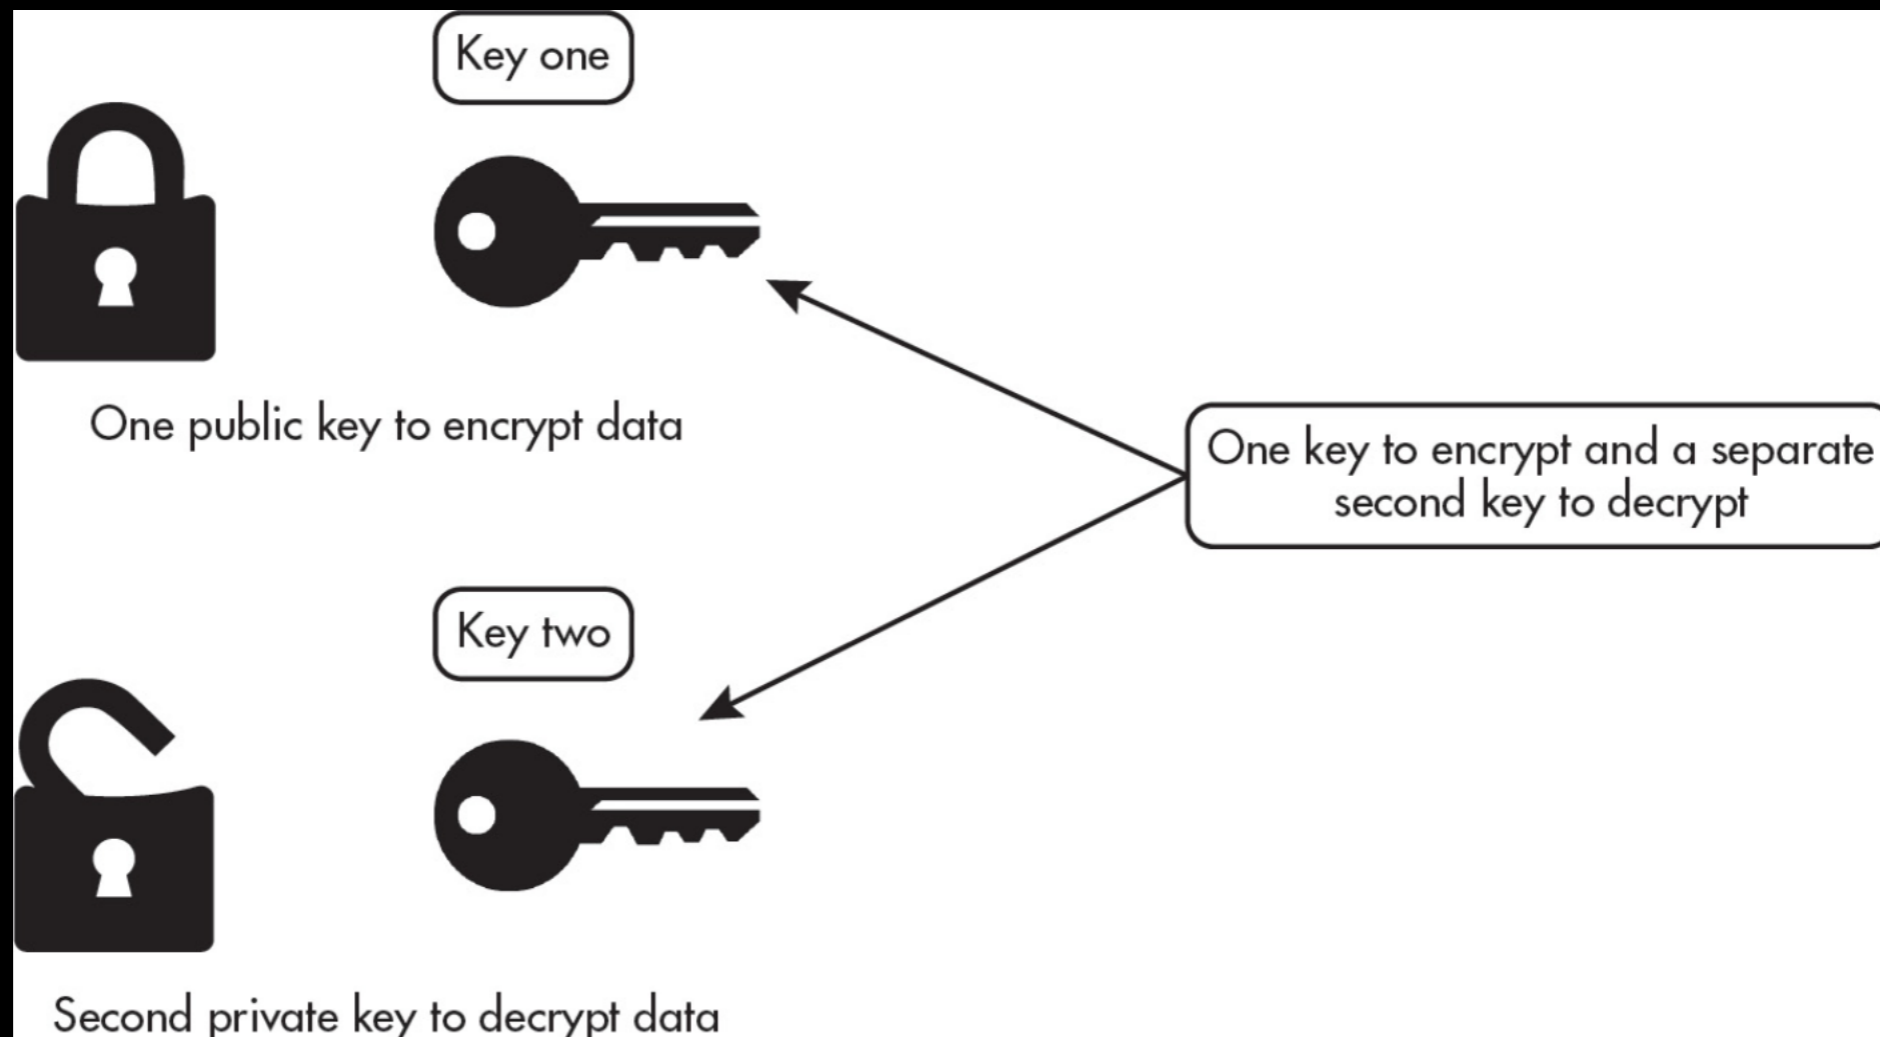 Key one
One public key to encrypt data
One key to encrypt and a separate
second key to decrypt
Key two
Second private key to decrypt data